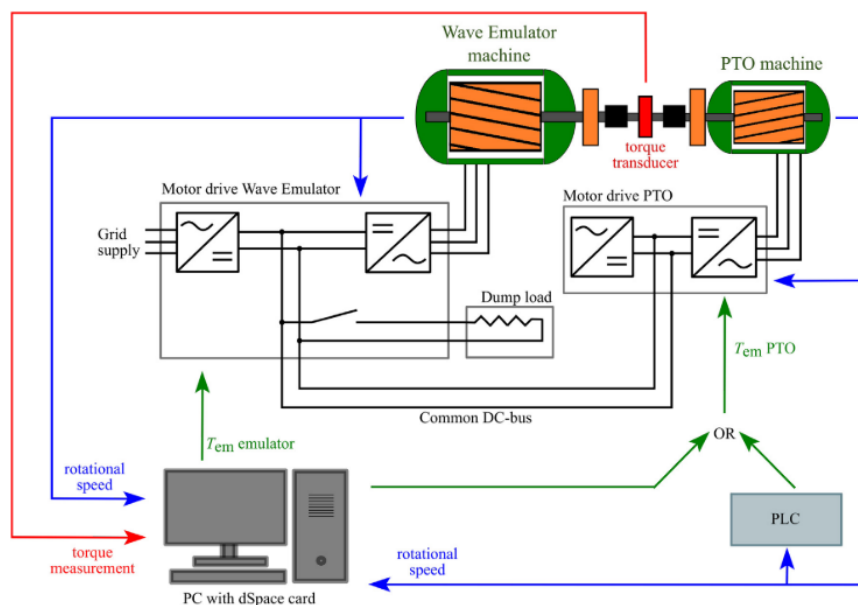 Wave Emulator
machine
PTO machine
torque
transducer
Motor drive Wave Emulator
Motor drive PTO
Grid
supply
Dump load
Tem PTO
Common DC-bus
Tem emulator
OR
rotational
speed
PLC
torque
measurement
rotational
speed
PC with dSpace card